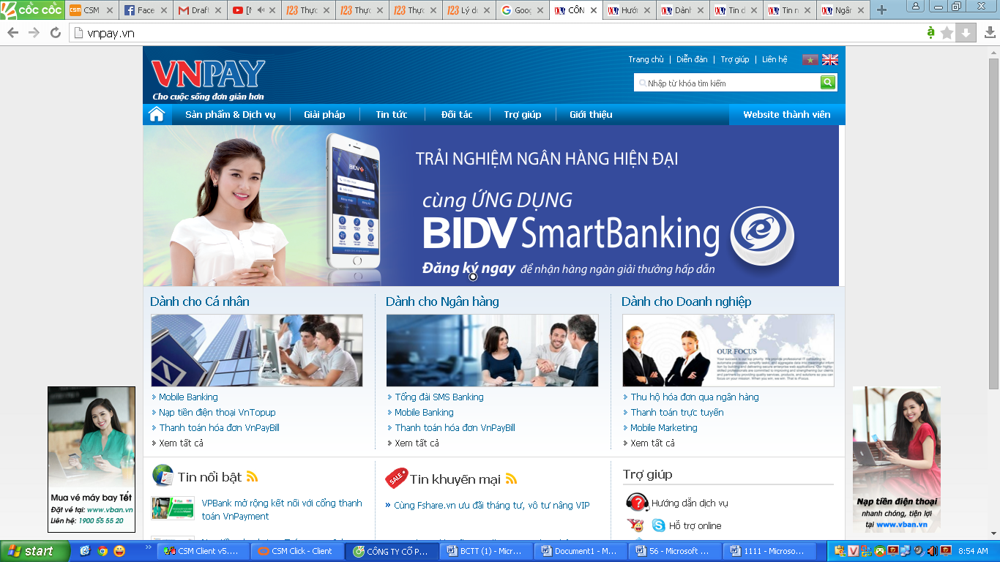 cốc cốc
CSM
Face
Draft
[M
Thực
Thực
Thực
Lý do
Goog
CÔN
Hướ
Dành
Tin d
Tin n
Ngân
vnpay.vn
VNPAY
Cho cuộc sống đơn giản hơn
Trang chủ | Diễn đàn | Trợ giúp | Liên hệ
Nhập từ khóa tìm kiếm
Sản phẩm & Dịch vụ Giải pháp Tin tức Đối tác Trợ giúp Giới thiệu Website thành viên
BIDV
TRẢI NGHIỆM NGÂN HÀNG HIỆN ĐẠI
cùng ỨNG DỤNG
BIDV SmartBanking
Đăng ký ngay để nhận hàng ngàn giải thưởng hấp dẫn
Dành cho Cá nhân
Mobile Banking
Nạp tiền điện thoại VnTopup
Thanh toán hóa đơn VnPayBill
Xem tất cả
Dành cho Ngân hàng
Tổng đài SMS Banking
Mobile Banking
Thanh toán hóa đơn VnPayBill
Xem tất cả
Dành cho Doanh nghiệp
OUR FOCUS
Thu hộ hóa đơn qua ngân hàng
Thanh toán trực tuyến
Mobile Marketing
Xem tất cả
Mua vé máy bay Tết
Đặt vé tại: www.vban.vn
Liên hệ: 1900 55 55 20
Tin nổi bật
VPBank mở rộng kết nối với cổng thanh
toán VnPayment
SALE
Tin khuyến mại
Cùng Fshare.vn ưu đãi tháng tư, vô tư nâng VIP
Trợ giúp
Hướng dẫn dịch vụ
Hỗ trợ online
Nạp tiền điện thoại
nhanh chóng, tiện lợi
tại www.vban.vn
start
CSM Client v5....
CSM Click - Client
CÔNG TY CỔ P...
BCTT (1) - Micr...
Document1 - M...
56 - Microsoft ...
1111 - Microso...
8:54 AM